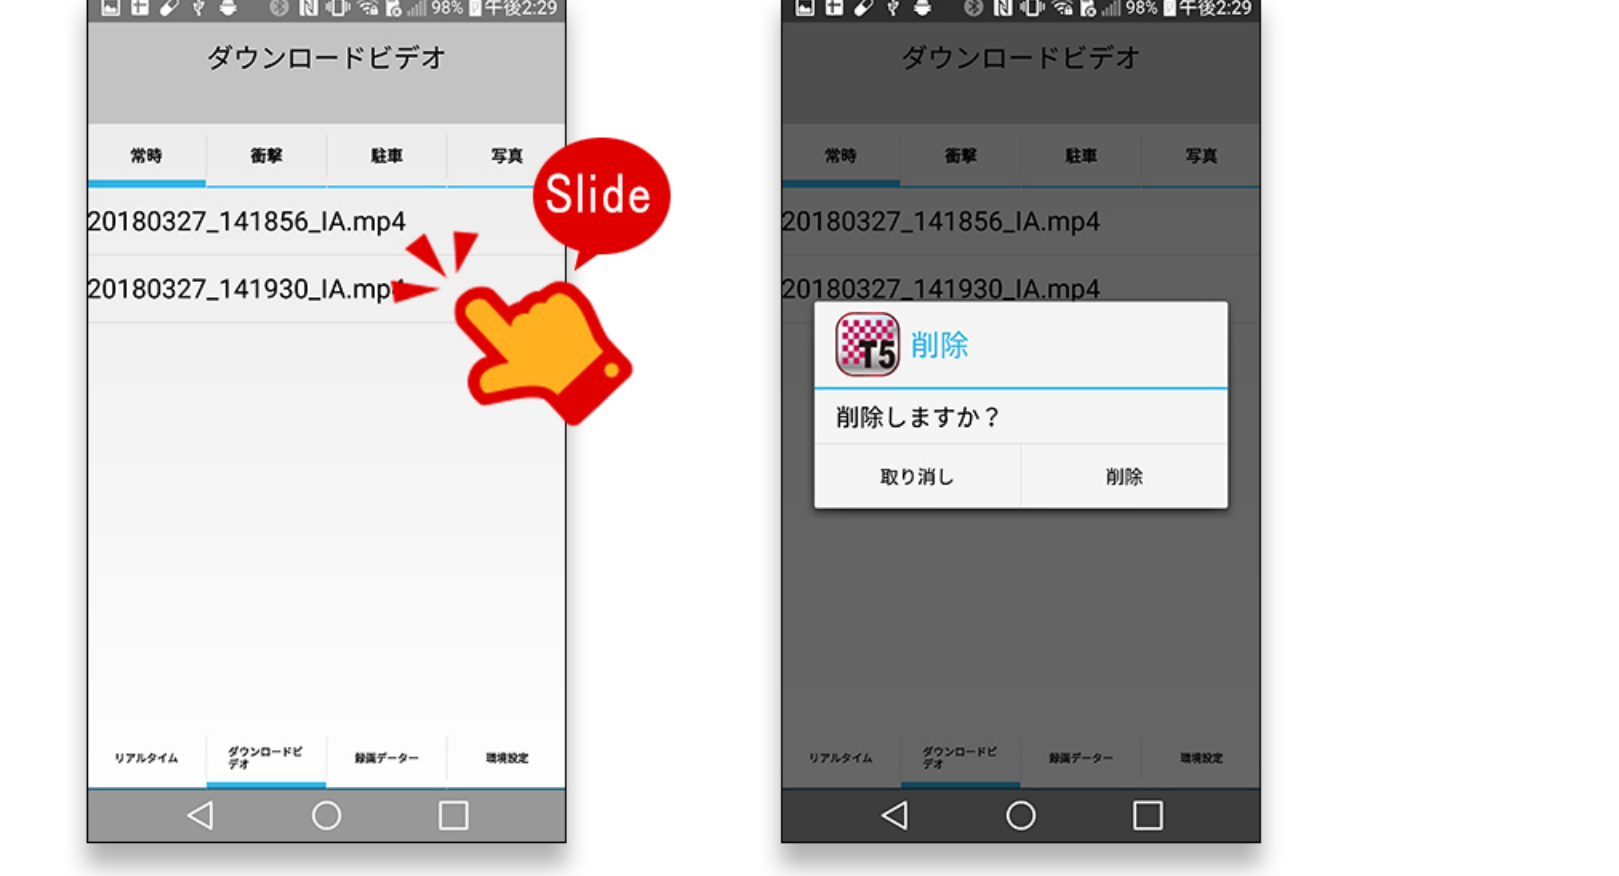 98% 午後2:29
ダウンロードビデオ
常時 衝撃 駐車 写真
Slide
20180327_141856_IA.mp4
20180327_141930_IA.mp4
リアルタイム ダウンロードビ
デオ 録画データー 環境設定
98% 午後2:29
ダウンロードビデオ
常時 衝撃 駐車 写真
20180327_141856_IA.mp4
20180327_141930_IA.mp4
T5 削除
削除しますか？
取り消し 削除
リアルタイム ダウンロードビ
デオ 録画データー 環境設定